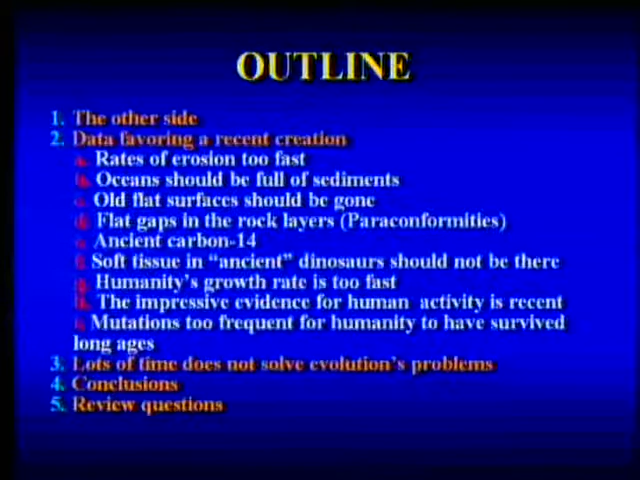 OUTLINE
1. The other side
2. Data favoring a recent creation
a. Rates of erosion too fast
b. Oceans should be full of sediments
c. Old flat surfaces should be gone
d. Flat gaps in the rock layers (Paraconformities)
e. Ancient carbon-14
f. Soft tissue in “ancient” dinosaurs should not be there
g. Humanity’s growth rate is too fast
h. The impressive evidence for human activity is recent
i. Mutations too frequent for humanity to have survived
long ages
3. Lots of time does not solve evolution’s problems
4. Conclusions
5. Review questions